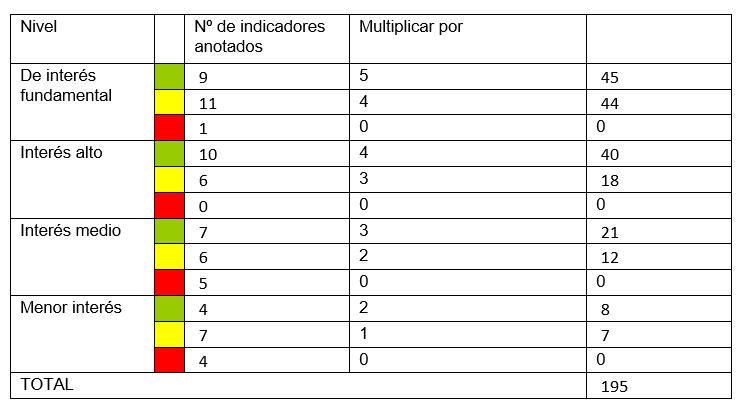 Nivel Nº de indicadores Multiplicar por
anotados
De interés 9 5 45
fundamental 11 4 44
1 0 0
Interés alto 10 4 40
6 3 18
0 0 0
Interés medio 7 3 21
6 2 12
5 0 0
Menor interés 4 2 8
7 1 7
4 0 0
TOTAL 195